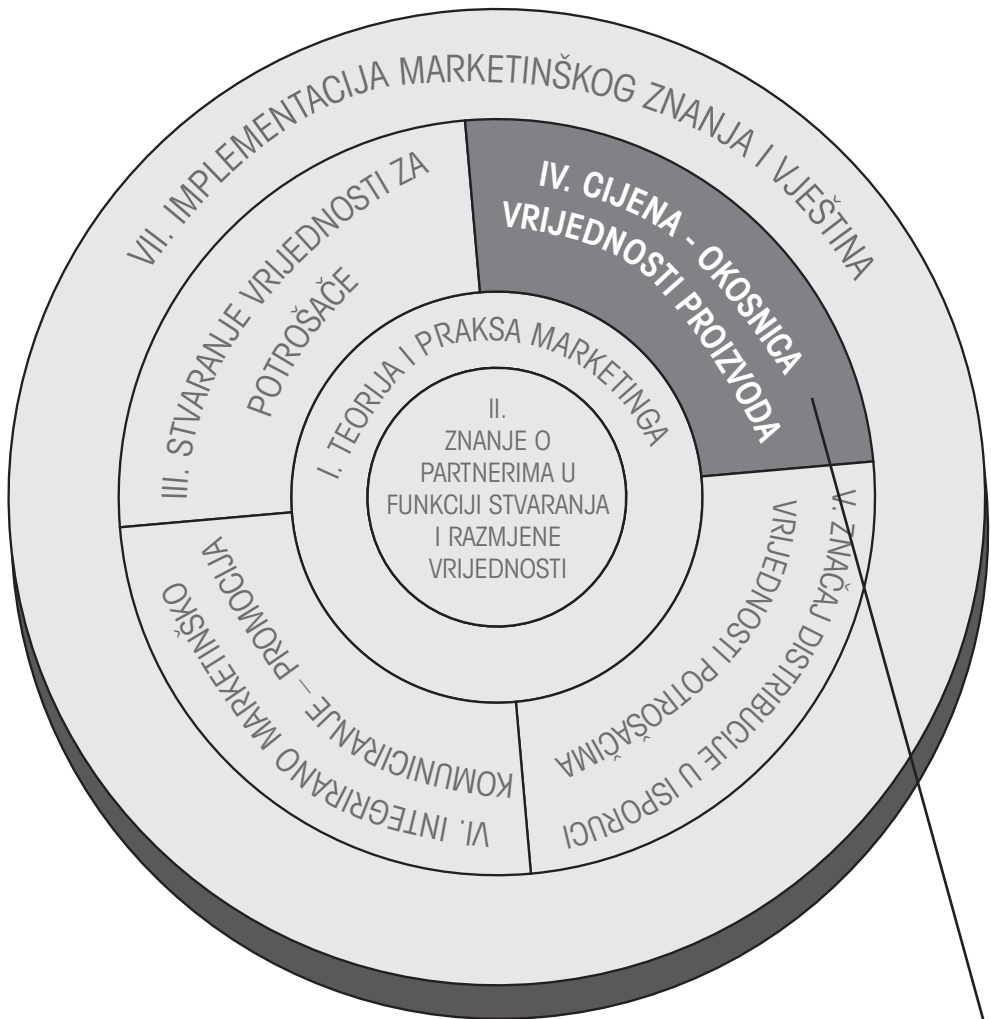 VII. IMPLEMENTACIJA MARKETINŠKOG ZNANJA I VJEŠTINA
III. STVARANJE VRIJEDNOSTI ZA
POTROŠAČE
IV. CIJENA - OKOSNICA
VRIJEDNOSTI PROIZVODA
I. TEORIJA I PRAKSA MARKETINGA
II.
ZNANJE O
PARTNERIMA U
FUNKCIJI STVARANJA
I RAZMJENE
VRIJEDNOSTI
V. ZNAČAJ DISTRIBUCIJE U ISPORUCI
VRIJEDNOSTI POTROŠAČIMA
VI. INTEGRIRANO MARKETINŠKO
KOMUNICIRANJE – PROMOCIJA